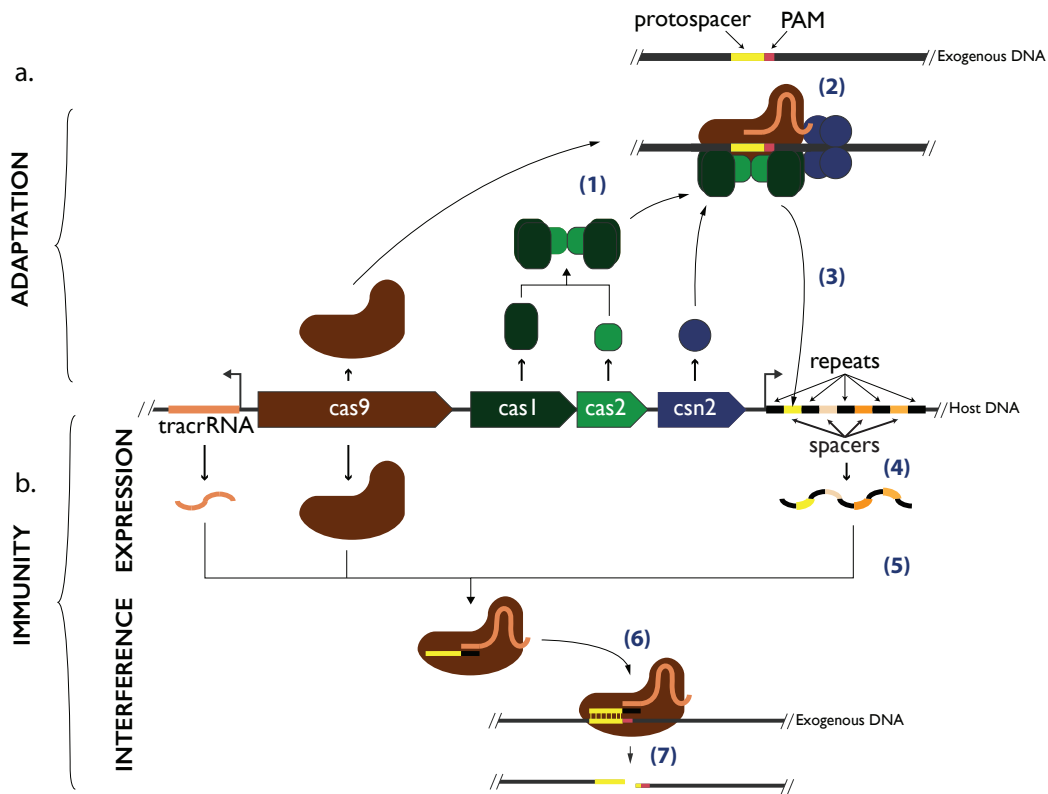 protospacer
PAM
a.
Exogenous DNA
(2)
ADAPTATION
(1)
(3)
repeats
cas9
cas1
cas2
csn2
Host DNA
tracrRNA
spacers
b.
IMMUNITY
EXPRESSION
(4)
(5)
INTERFERENCE
(6)
Exogenous DNA
(7)